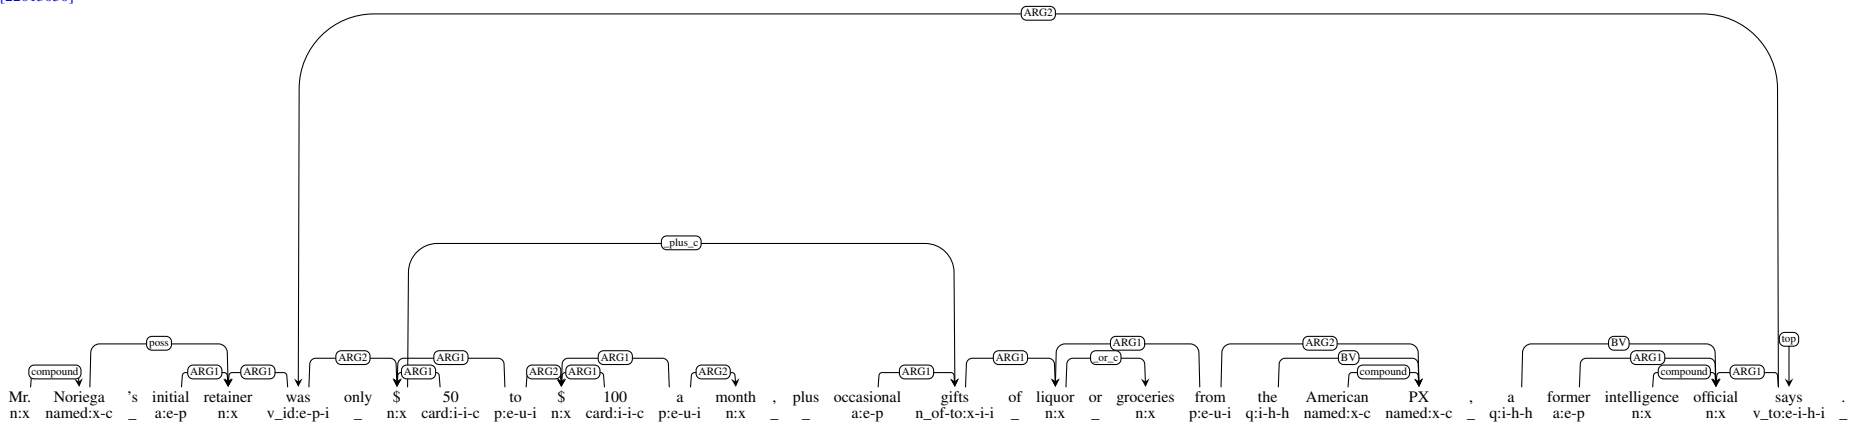 ARG2
_plus_c
top
poss ARG1 BV
ARG2 ARG1 ARG1 ARG1 _or_c ARG2 BV ARG1
compound ARG1 ARG1 ARG1 ARG2 ARG1 ARG2 ARG1 compound compound ARG1
Mr. Noriega 's initial retainer was only $ 50 to $ 100 a month , plus occasional gifts of liquor or groceries from the American PX , a former intelligence official says .
n:x named:x-c _ a:e-p n:x v_id:e-p-i _ n:x card:i-i-c p:e-u-i n:x card:i-i-c p:e-u-i n:x _ _ a:e-p n_of-to:x-i-i _ n:x _ n:x p:e-u-i q:i-h-h named:x-c named:x-c _ q:i-h-h a:e-p n:x n:x v_to:e-i-h-i _